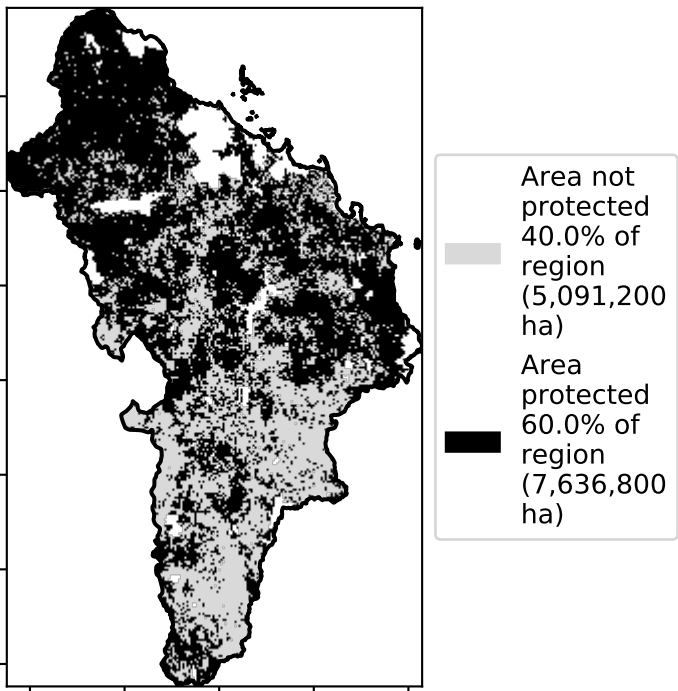 Area not
protected
40.0% of
region
(5,091,200
ha)
Area
protected
60.0% of
region
(7,636,800
ha)